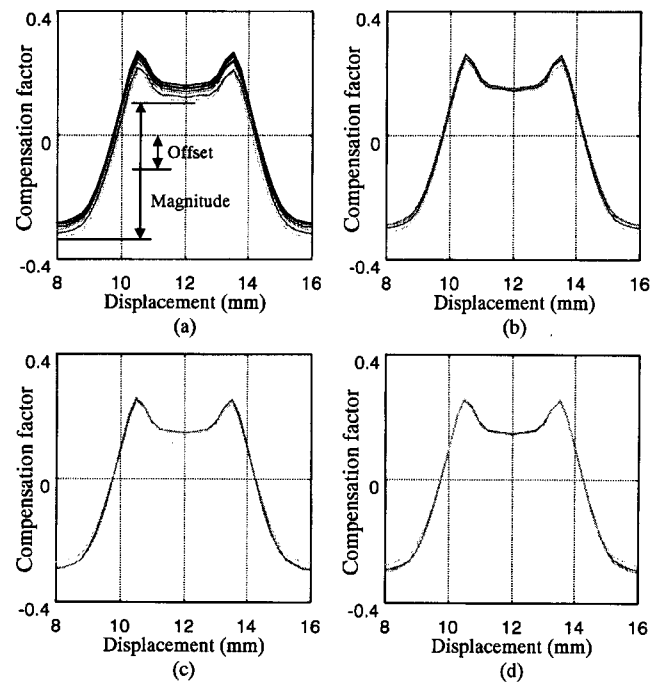 0.4
0
-0.4
Compensation factor
Offset
Magnitude
8 10 12 14 16
Displacement (mm)
(a)
0.4
0
-0.4
Compensation factor
8 10 12 14 16
Displacement (mm)
(b)
0.4
0
-0.4
Compensation factor
8 10 12 14 16
Displacement (mm)
(c)
0.4
0
-0.4
Compensation factor
8 10 12 14 16
Displacement (mm)
(d)